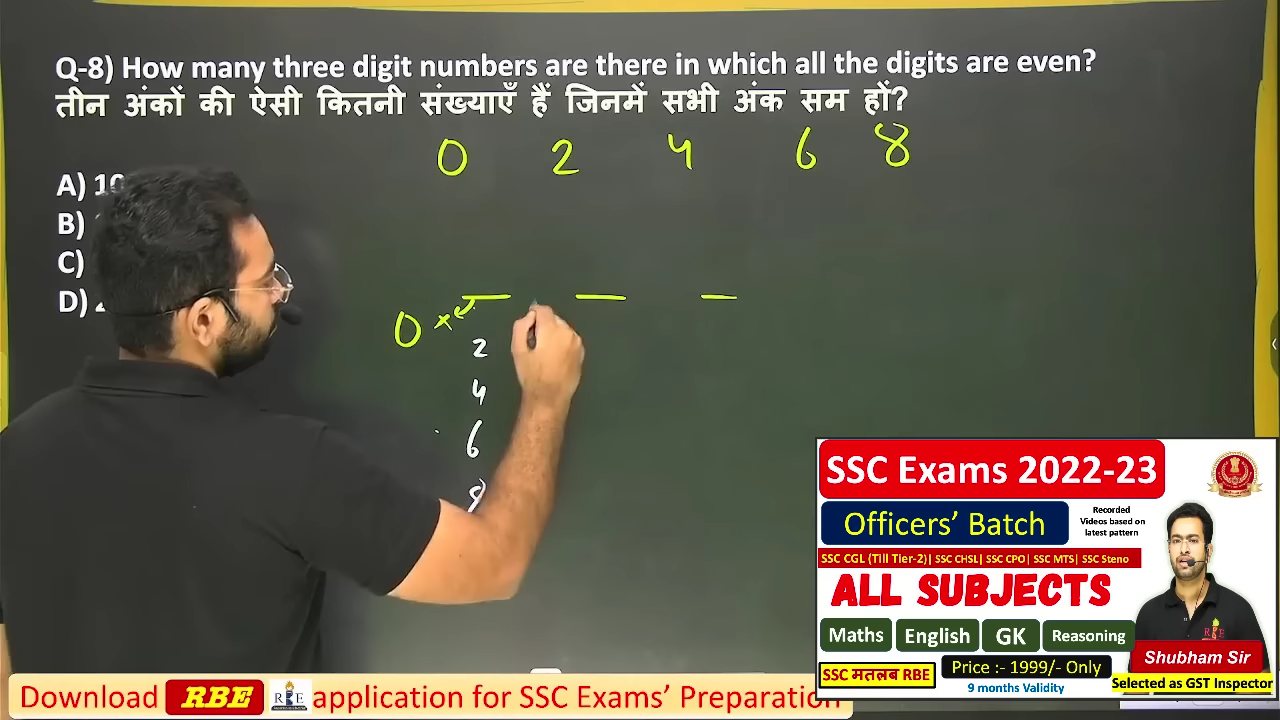 Q-8) How many three digit numbers are there in which all the digits are even?
तीन अंकों की ऐसी कितनी संख्याएँ हैं जिनमें सभी अंक सम हों?
0 2 4 6 8
A)
B)
C)
D)
0
2
4
6
8
SSC Exams 2022-23
Officers' Batch
Recorded
Videos based on
latest pattern
SSC CGL (Till Tier-2)| SSC CHSL| SSC CPO| SSC MTS| SSC Steno
ALL SUBJECTS
Maths English GK Reasoning
SSC मतलब RBE
Price :- 1999/- Only
9 months Validity
Shubham Sir
Selected as GST Inspector
Download RBE application for SSC Exams' Preparation